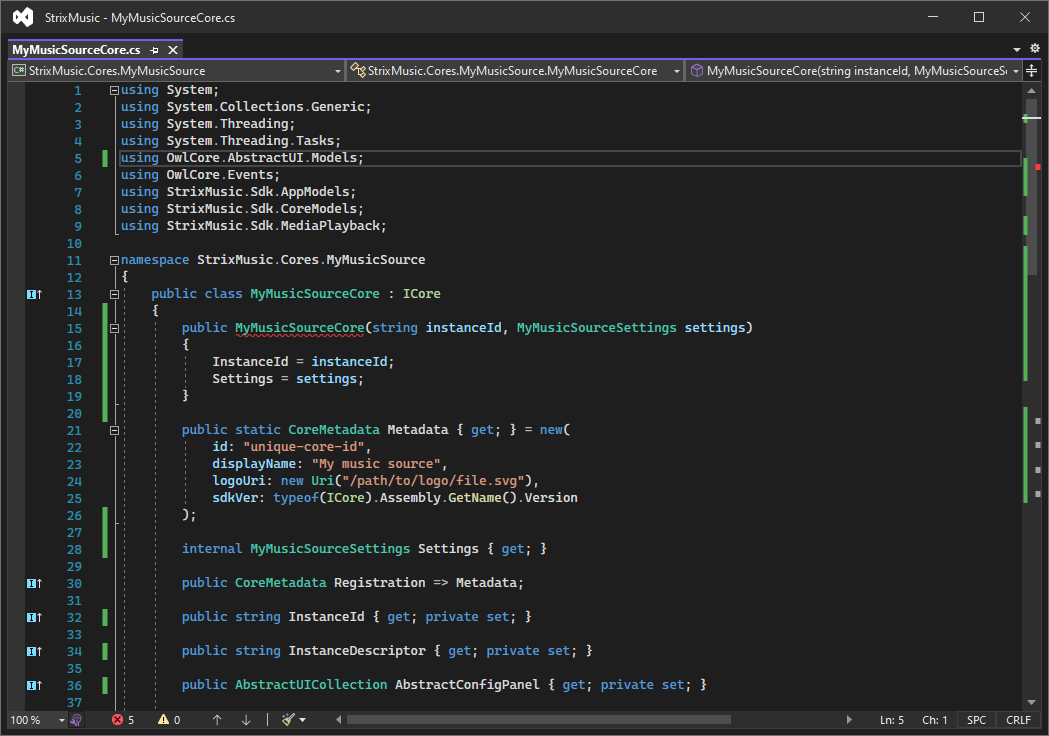 StrixMusic - MyMusicSourceCore.cs
MyMusicSourceCore.cs
C# StrixMusic.Cores.MyMusicSource
StrixMusic.Cores.MyMusicSource.MyMusicSourceCore
MyMusicSourceCore(string instanceId, MyMusicSourceS
1 using System;
2 using System.Collections.Generic;
3 using System.Threading;
4 using System.Threading.Tasks;
5 using OwlCore.AbstractUI.Models;
6 using OwlCore.Events;
7 using StrixMusic.Sdk.AppModels;
8 using StrixMusic.Sdk.CoreModels;
9 using StrixMusic.Sdk.MediaPlayback;
10
11 namespace StrixMusic.Cores.MyMusicSource
12 {
13 public class MyMusicSourceCore : ICore
14 {
15 public MyMusicSourceCore(string instanceId, MyMusicSourceSettings settings)
16 {
17 InstanceId = instanceId;
18 Settings = settings;
19 }
20
21 public static CoreMetadata Metadata { get; } = new(
22 id: "unique-core-id",
23 displayName: "My music source",
24 logoUri: new Uri("/path/to/logo/file.svg"),
25 sdkVer: typeof(ICore).Assembly.GetName().Version
26 );
27
28 internal MyMusicSourceSettings Settings { get; }
29
30 public CoreMetadata Registration => Metadata;
31
32 public string InstanceId { get; private set; }
33
34 public string InstanceDescriptor { get; private set; }
35
36 public AbstractUICollection AbstractConfigPanel { get; private set; }
37
100 % 5 0 Ln: 5 Ch: 1 SPC CRLF